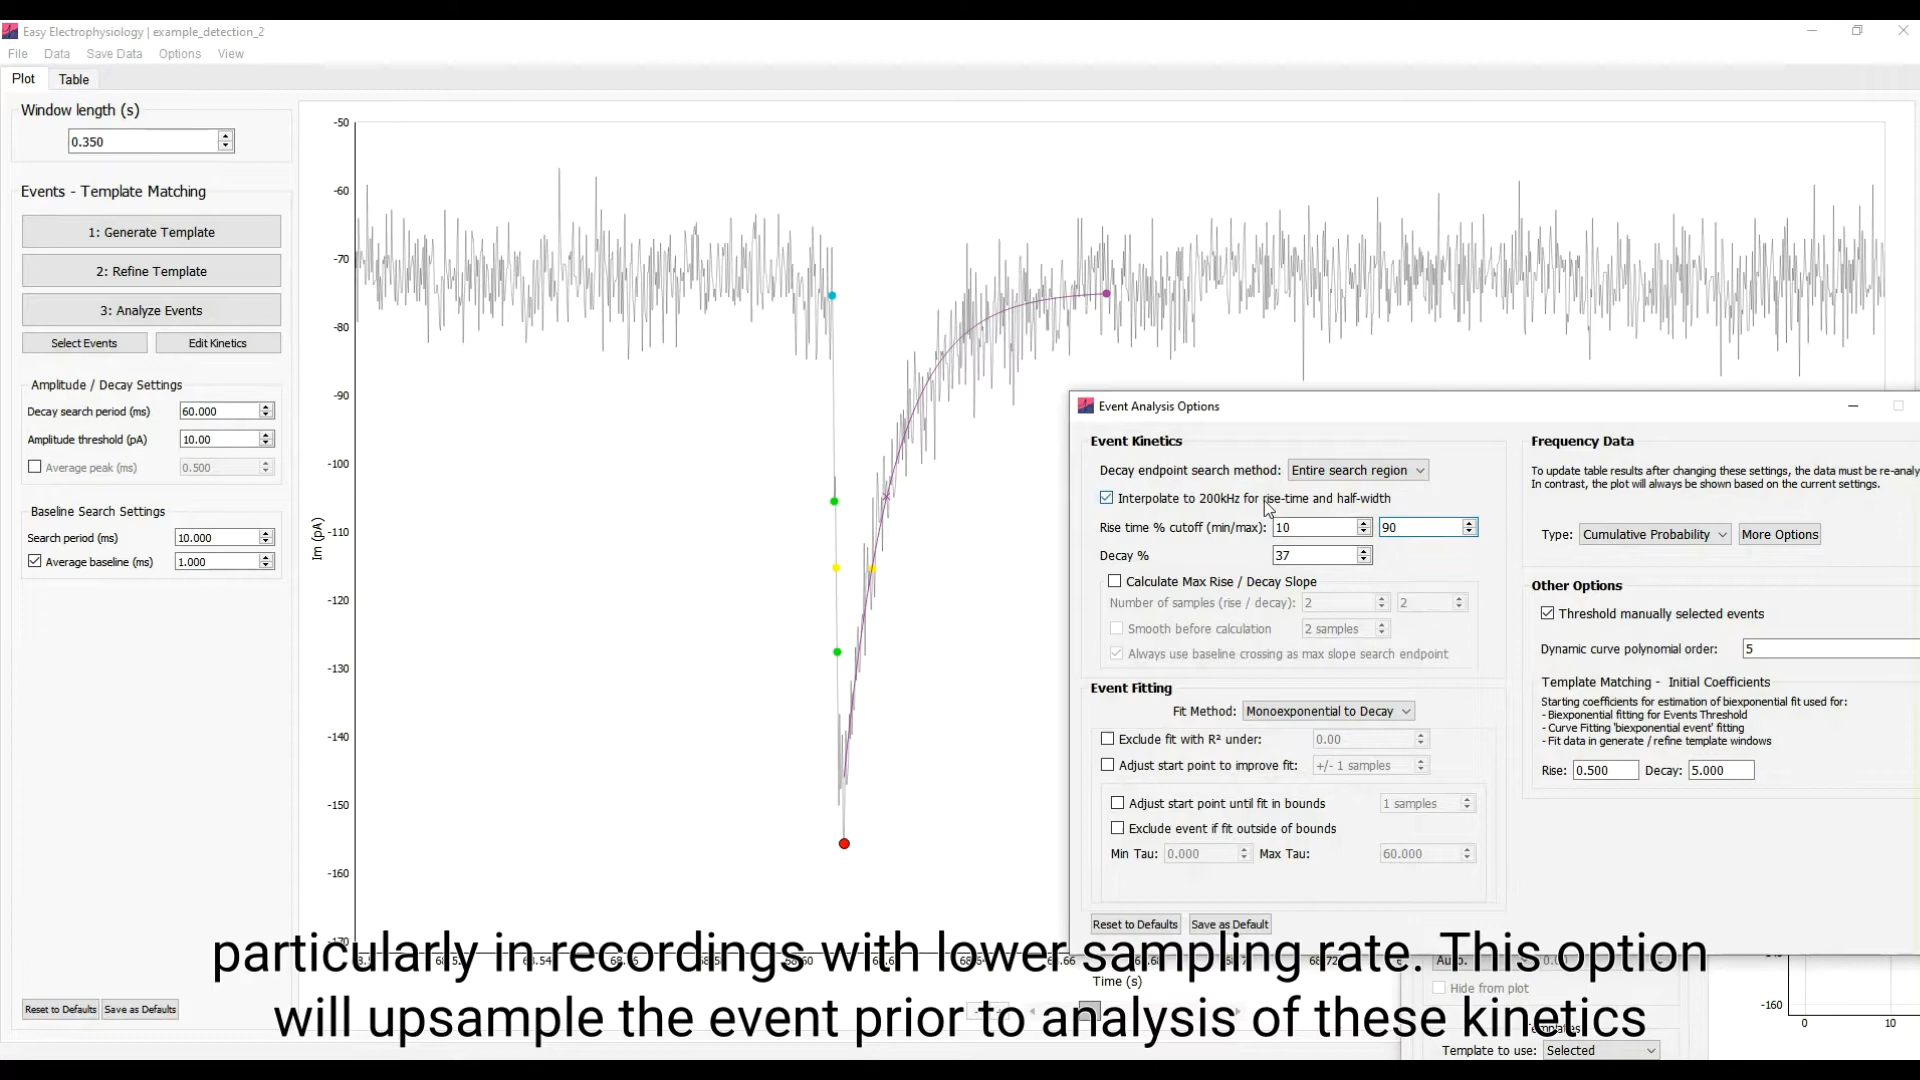 Easy Electrophysiology | example_detection_2
File Data Save Data Options View
Plot Table
Window length (s)
0.350
Events - Template Matching
1: Generate Template
2: Refine Template
3: Analyze Events
Select Events Edit Kinetics
Amplitude / Decay Settings
Decay search period (ms) 60.000
Amplitude threshold (pA) 10.00
Average peak (ms) 0.500
Baseline Search Settings
Search period (ms) 10.000
Average baseline (ms) 1.000
Reset to Defaults Save as Defaults
-50
-60
-70
-80
-90
-100
-110
-120
-130
-140
-150
-160
Im (pA)
Time (s)
Event Analysis Options
Event Kinetics
Decay endpoint search method: Entire search region
Interpolate to 200kHz for rise-time and half-width
Rise time % cutoff (min/max): 10 90
Decay % 37
Calculate Max Rise / Decay Slope
Number of samples (rise / decay): 2 2
Smooth before calculation 2 samples
Always use baseline crossing as max slope search endpoint
Event Fitting
Fit Method: Monoexponential to Decay
Exclude fit with R² under: 0.00
Adjust start point to improve fit: +/- 1 samples
Adjust start point until fit in bounds 1 samples
Exclude event if fit outside of bounds
Min Tau: 0.000 Max Tau: 60.000
Reset to Defaults Save as Default
Frequency Data
To update table results after changing these settings, the data must be re-analy
In contrast, the plot will always be shown based on the current settings.
Type: Cumulative Probability More Options
Other Options
Threshold manually selected events
Dynamic curve polynomial order: 5
Template Matching - Initial Coefficients
Starting coefficients for estimation of biexponential fit used for:
- Biexponential fitting for Events Threshold
- Curve Fitting 'biexponential event' fitting
- Fit data in generate / refine template windows
Rise: 0.500 Decay: 5.000
Hide from plot
Template to use: Selected
-160
0 10
particularly in recordings with lower sampling rate. This option
will upsample the event prior to analysis of these kinetics